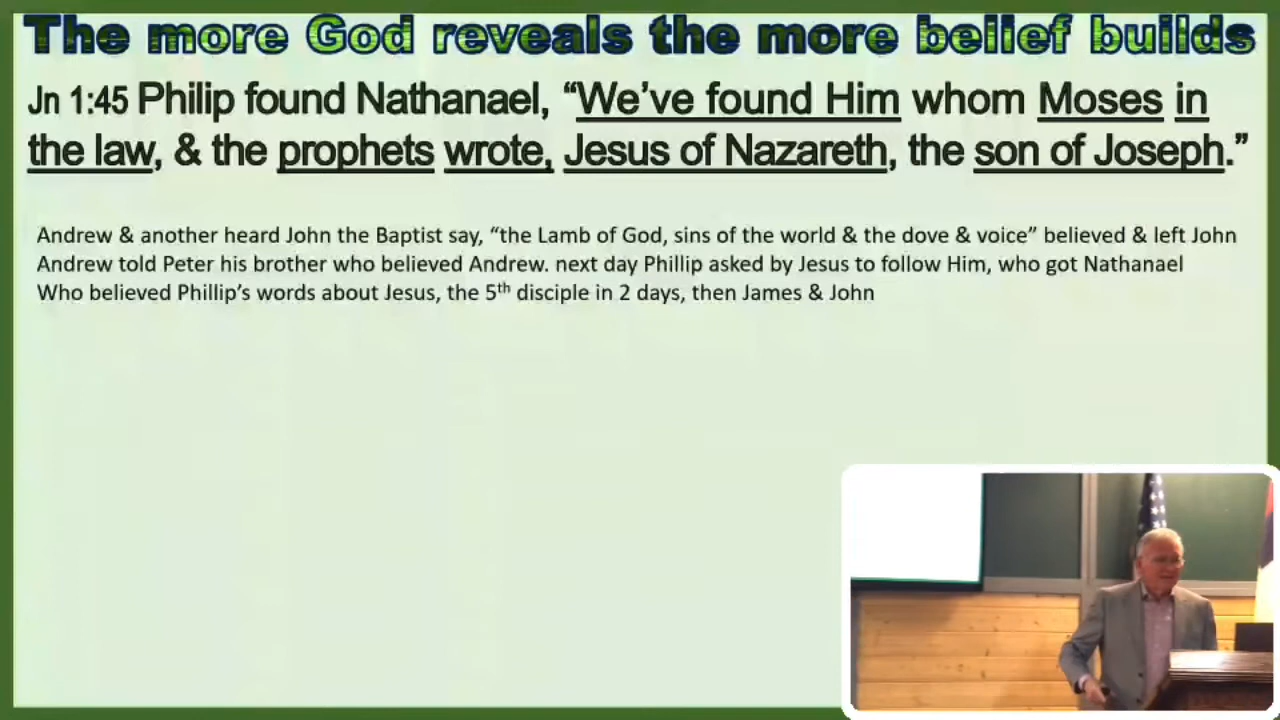 The more God reveals the more belief builds
Jn 1:45 Philip found Nathanael, “We’ve found Him whom Moses in
the law, & the prophets wrote, Jesus of Nazareth, the son of Joseph.”
Andrew & another heard John the Baptist say, “the Lamb of God, sins of the world & the dove & voice” believed & left John
Andrew told Peter his brother who believed Andrew. next day Phillip asked by Jesus to follow Him, who got Nathanael
Who believed Phillip’s words about Jesus, the 5th disciple in 2 days, then James & John